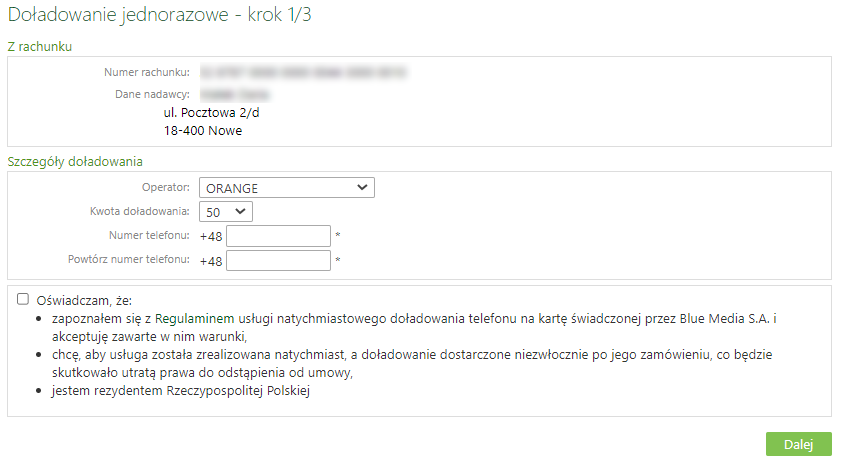 Doładowanie jednorazowe - krok 1/3
Z rachunku
Numer rachunku:
Dane nadawcy:
ul. Pocztowa 2/d
18-400 Nowe
Szczegóły doładowania
Operator: ORANGE
Kwota doładowania: 50
Numer telefonu: +48 *
Powtórz numer telefonu: +48 *
Oświadczam, że:
• zapoznałem się z Regulaminem usługi natychmiastowego doładowania telefonu na kartę świadczonej przez Blue Media S.A. i
akceptuję zawarte w nim warunki,
• chcę, aby usługa została zrealizowana natychmiast, a doładowanie dostarczone niezwłocznie po jego zamówieniu, co będzie
skutkowało utratą prawa do odstąpienia od umowy,
• jestem rezydentem Rzeczypospolitej Polskiej
Dalej